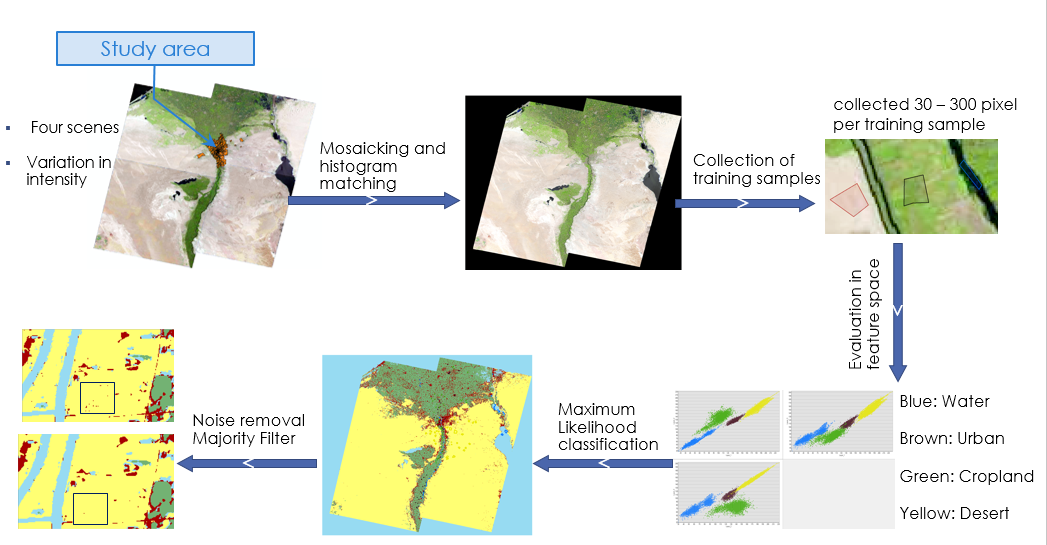 Study area
Four scenes
Variation in
intensity
Mosaicking and
histogram
matching
Collection of
training samples
collected 30 – 300 pixel
per training sample
Evaluation in
feature space
Blue: Water
Brown: Urban
Green: Cropland
Yellow: Desert
Maximum
Likelihood
classification
Noise removal
Majority Filter